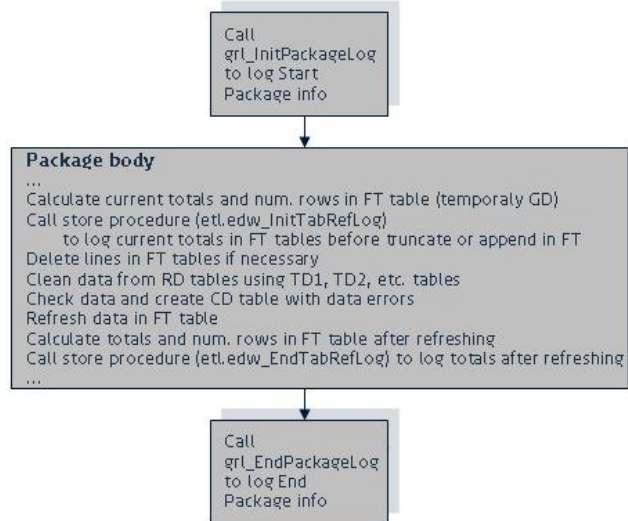 Call
grl_InitPackageLog
to log Start
Package info
Package body
...
Calculate current totals and num. rows in FT table (temporaly GD)
Call store procedure (etl.edw_InitTabRefLog)
to log current totals in FT tables before truncate or append in FT
Delete lines in FT tables if necessary
Clean data from RD tables using TD1, TD2, etc. tables
Check data and create CD table with data errors
Refresh data in FT table
Calculate totals and num. rows in FT table after refreshing
Call store procedure (etl.edw_EndTabRefLog) to log totals after refreshing
...
Call
grl_EndPackageLog
to log End
Package info